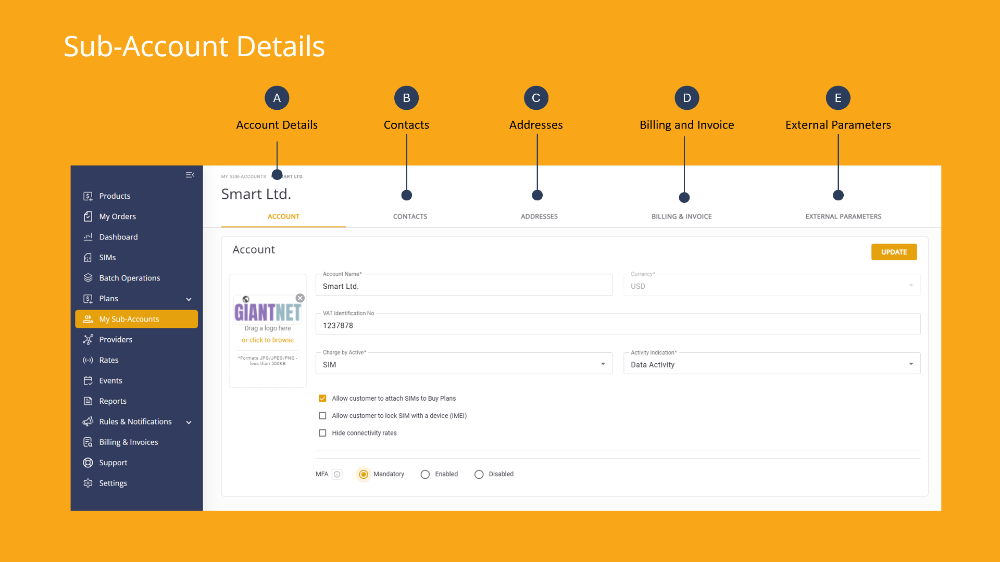 Sub-Account Details
A
B
C
D
E
Account Details
Contacts
Addresses
Billing and Invoice
External Parameters
Products
My Orders
Dashboard
SIMs
Batch Operations
Plans
My Sub-Accounts
Providers
Rates
Events
Reports
Rules & Notifications
Billing & Invoices
Support
Settings
MY SUB-ACCOUNTS
LTD.
Smart Ltd.
ACCOUNT
CONTACTS
ADDRESSES
BILLING & INVOICE
EXTERNAL PARAMETERS
Account
UPDATE
GIANTNET
Drag a logo here
or click to browse
*Formats JPG/JPEG/PNG -
less than 500KB
Account Name*
Smart Ltd.
Currency*
USD
VAT Identification No
1237878
Charge by Active*
SIM
Activity Indication*
Data Activity
Allow customer to attach SIMs to Buy Plans
Allow customer to lock SIM with a device (IMEI)
Hide connectivity rates
MFA
Mandatory
Enabled
Disabled